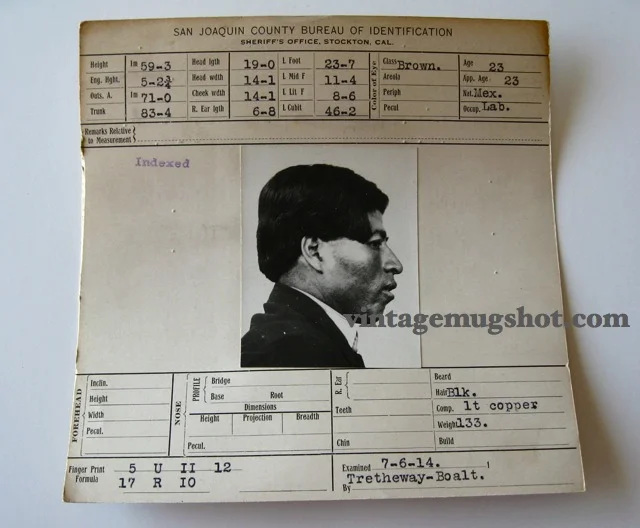 SAN JOAQUIN COUNTY BUREAU OF IDENTIFICATION
SHERIFF'S OFFICE, STOCKTON, CAL.
Height 1m 59-3 Head lgth 19-0 L Foot 23-7 Color of Eye Class Brown. Age 23
Eng. Hght. 5-2¾ Head wdth 14-1 L Mid F 11-4 Areola App. Age 23
Outs. A. 1m 71-0 Cheek wdth 14-1 L Lit F 8-6 Periph Nat. Mex.
Trunk 83-4 R. Ear lgth 6-8 L Cubit 46-2 Pecul Occup. Lab.
Remarks Relative
to Measurement
Indexed
vintagemugshot.com
FOREHEAD Inclin. NOSE PROFILE Bridge R. Ear Beard
Height Base Root Hair Blk.
Width Dimensions Teeth Comp. lt copper
Pecul. Height Projection Breadth Weight 133.
Pecul. Chin Build
Finger Print 5 U II 12 Examined 7-6-14.
Formula 17 R IO By Tretheway-Boalt.